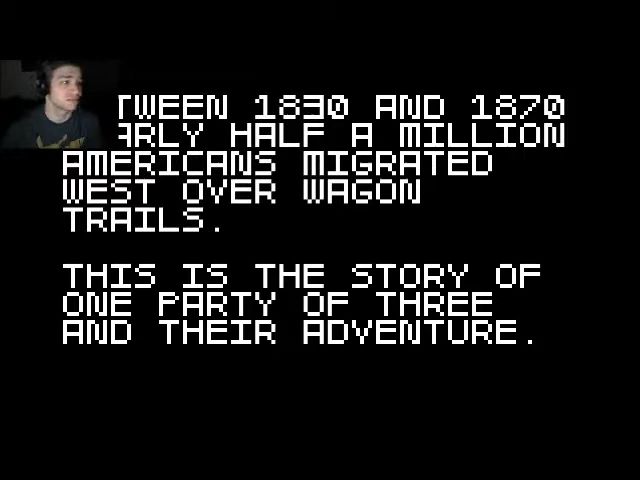 TWEEN 1830 AND 1870
ARLY HALF A MILLION
AMERICANS MIGRATED
WEST OVER WAGON
TRAILS.
THIS IS THE STORY OF
ONE PARTY OF THREE
AND THEIR ADVENTURE.